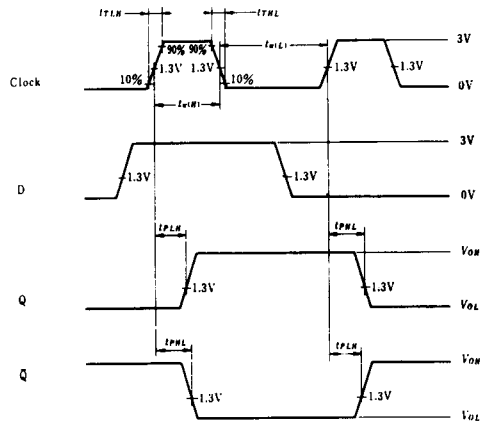 tTLH tTHL
90% 90% tw(L) 3V
1.3V 1.3V 1.3V 1.3V
Clock 10% 10% 0V
tw(H)
3V
1.3V 1.3V
D 0V
tPLH tPHL VOH
1.3V 1.3V
Q VOL
tPHL tPLH VOH
1.3V 1.3V
Q̄ VOL